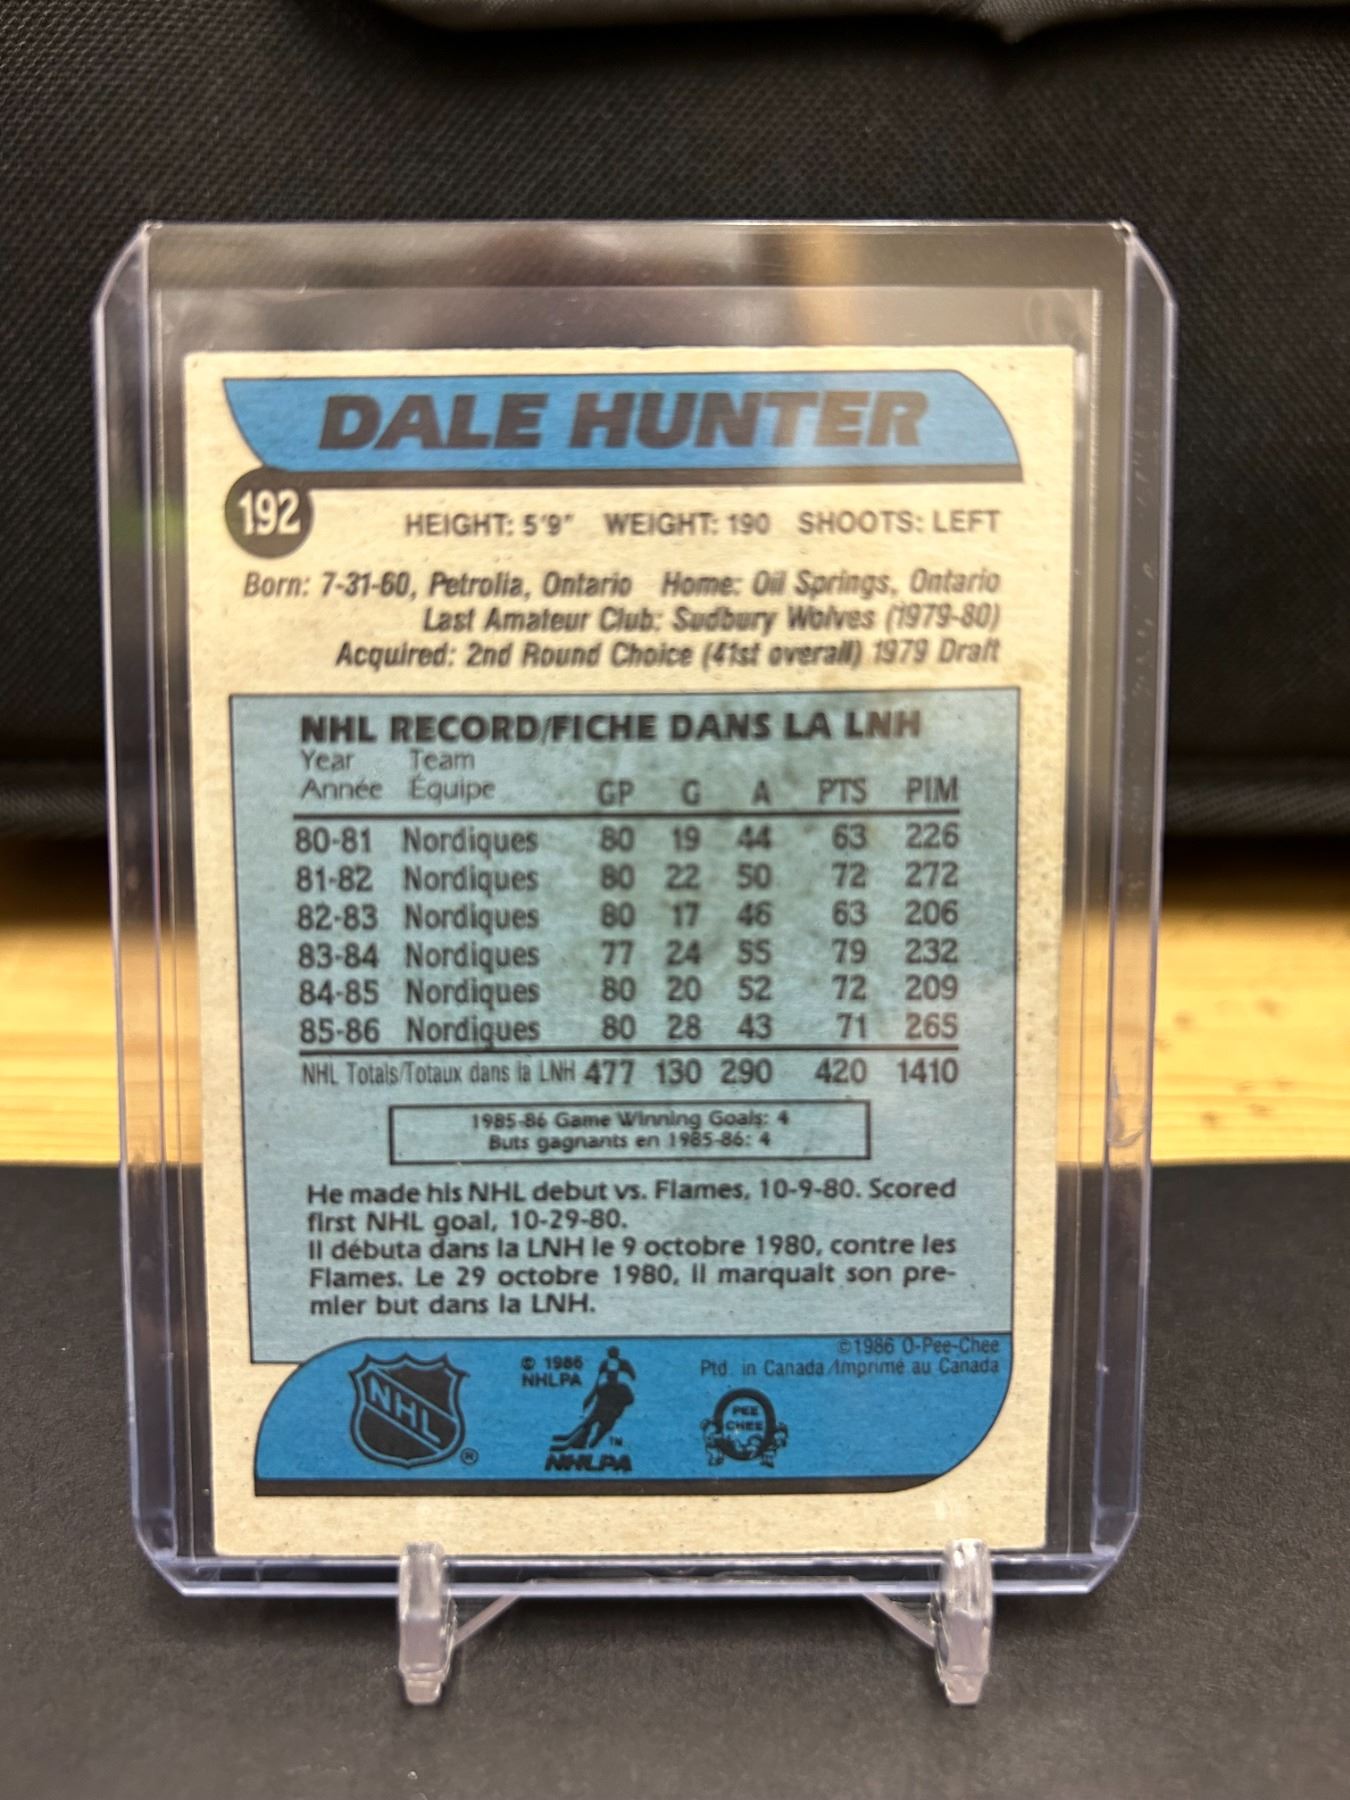 DALE HUNTER
192
HEIGHT: 5'9" WEIGHT: 190 SHOOTS: LEFT
Born: 7-31-60, Petrolia, Ontario Home: Oil Springs, Ontario
Last Amateur Club: Sudbury Wolves (1979-80)
Acquired: 2nd Round Choice (41st overall) 1979 Draft
NHL RECORD/FICHE DANS LA LNH
Year Team
Année Équipe GP G A PTS PIM
80-81 Nordiques 80 19 44 63 226
81-82 Nordiques 80 22 50 72 272
82-83 Nordiques 80 17 46 63 206
83-84 Nordiques 77 24 55 79 232
84-85 Nordiques 80 20 52 72 209
85-86 Nordiques 80 28 43 71 265
NHL Totals/Totaux dans la LNH 477 130 290 420 1410
1985-86 Game Winning Goals: 4
Buts gagnants en 1985-86: 4
He made his NHL debut vs. Flames, 10-9-80. Scored
first NHL goal, 10-29-80.
Il débuta dans la LNH le 9 octobre 1980, contre les
Flames. Le 29 octobre 1980, il marquait son pre-
mier but dans la LNH.
©1986 O-Pee-Chee
Ptd. in Canada/Imprimé au Canada
© 1986
NHLPA
NHL
®
TM
NHLPA
PEE
CHEE